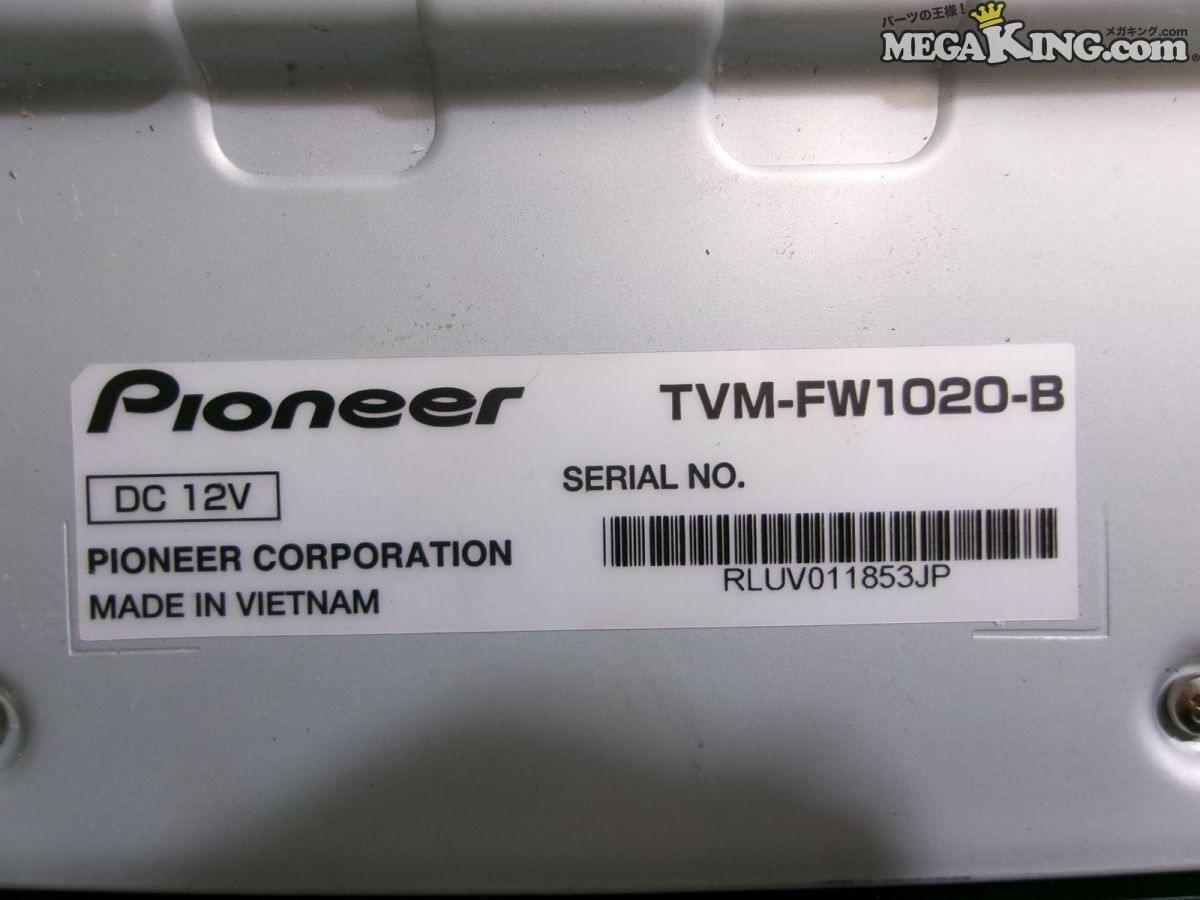 パーツの王様！
メガキング.com
MEGAKING.com®
Pioneer
TVM-FW1020-B
DC 12V
SERIAL NO.
PIONEER CORPORATION
MADE IN VIETNAM
RLUV011853JP